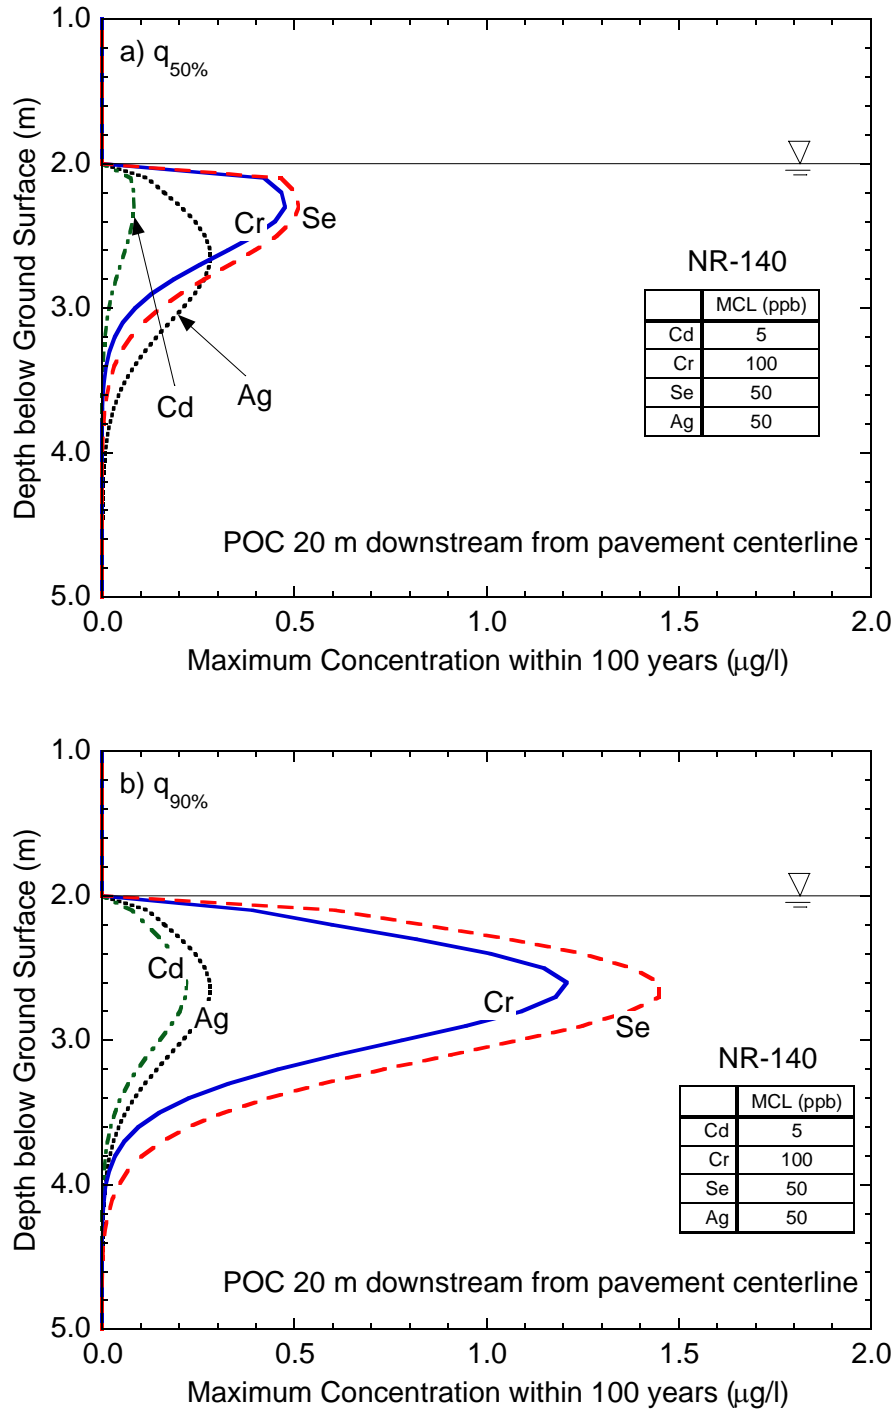 1.0
a) q50%
2.0
Cr
Se
NR-140
MCL (ppb)
Cd 5
Cr 100
Se 50
Ag 50
3.0
Cd
Ag
4.0
POC 20 m downstream from pavement centerline
5.0
0.0 0.5 1.0 1.5 2.0
Depth below Ground Surface (m)
Maximum Concentration within 100 years (μg/l)
1.0
b) q90%
2.0
Cd
Ag
Cr
Se
3.0
NR-140
MCL (ppb)
Cd 5
Cr 100
Se 50
Ag 50
4.0
POC 20 m downstream from pavement centerline
5.0
0.0 0.5 1.0 1.5 2.0
Depth below Ground Surface (m)
Maximum Concentration within 100 years (μg/l)